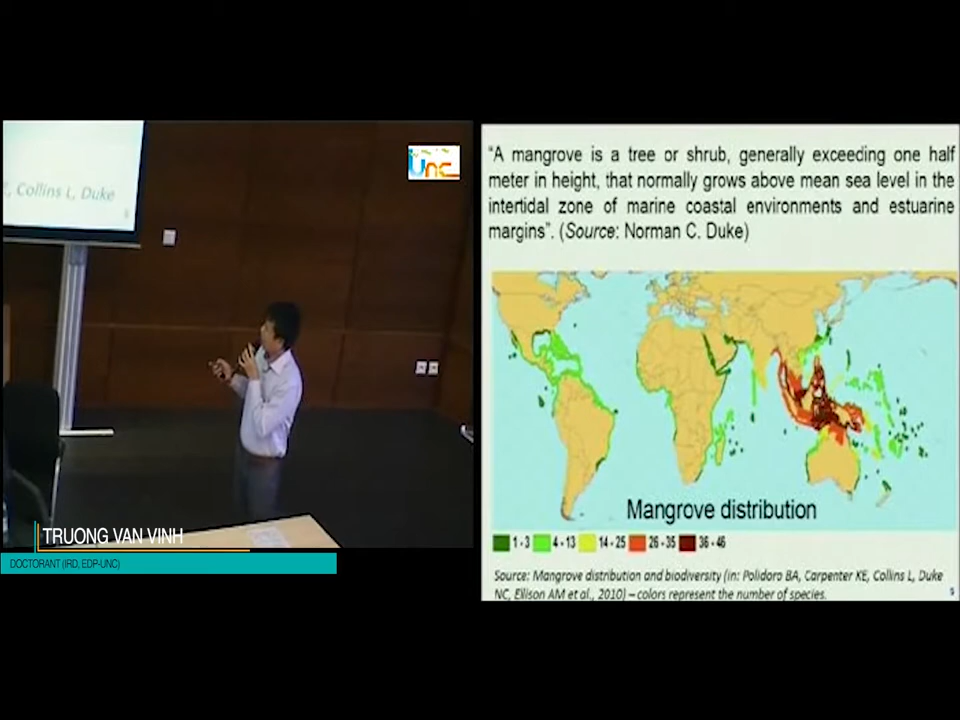 , Collins L, Duke
Unc
TRUONG VAN VINH
DOCTORANT (IRD, EDP-UNC)
“A mangrove is a tree or shrub, generally exceeding one half
meter in height, that normally grows above mean sea level in the
intertidal zone of marine coastal environments and estuarine
margins”. (Source: Norman C. Duke)
Mangrove distribution
1 - 3 4 - 13 14 - 25 26 - 35 36 - 46
Source: Mangrove distribution and biodiversity (in: Polidoro BA, Carpenter KE, Collins L, Duke
NC, Ellison AM et al., 2010) – colors represent the number of species.